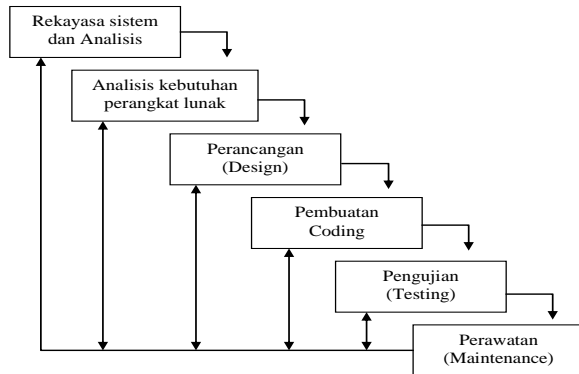 Rekayasa sistem
dan Analisis
Analisis kebutuhan
perangkat lunak
Perancangan
(Design)
Pembuatan
Coding
Pengujian
(Testing)
Perawatan
(Maintenance)